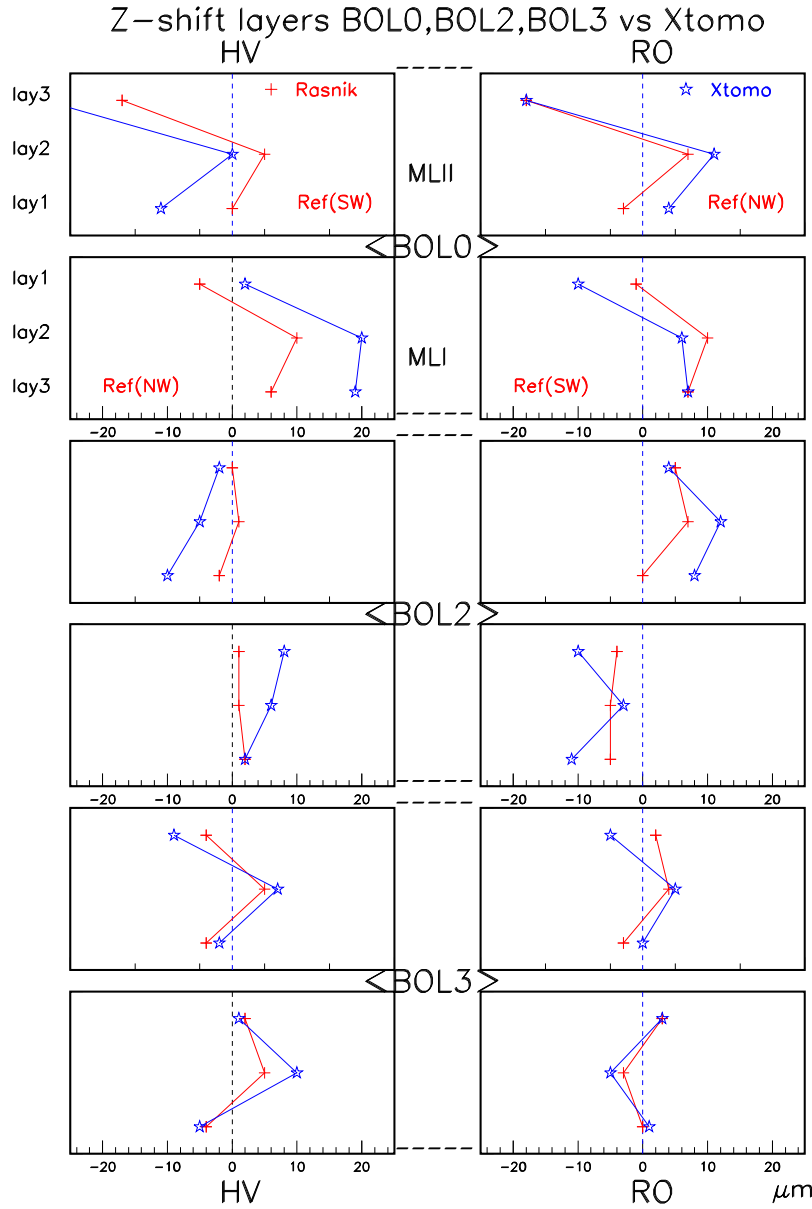 Z-shift layers BOL0,BOL2,BOL3 vs Xtomo
HV RO
lay3
lay2
lay1
Rasnik
Ref(SW)
MLII
Xtomo
Ref(NW)
<BOL0>
lay1
lay2
lay3
Ref(NW)
MLI
Ref(SW)
-20 -10 0 10 20 -20 -10 0 10 20
<BOL2>
-20 -10 0 10 20 -20 -10 0 10 20
<BOL3>
-20 -10 0 10 20 -20 -10 0 10 20
HV RO μm